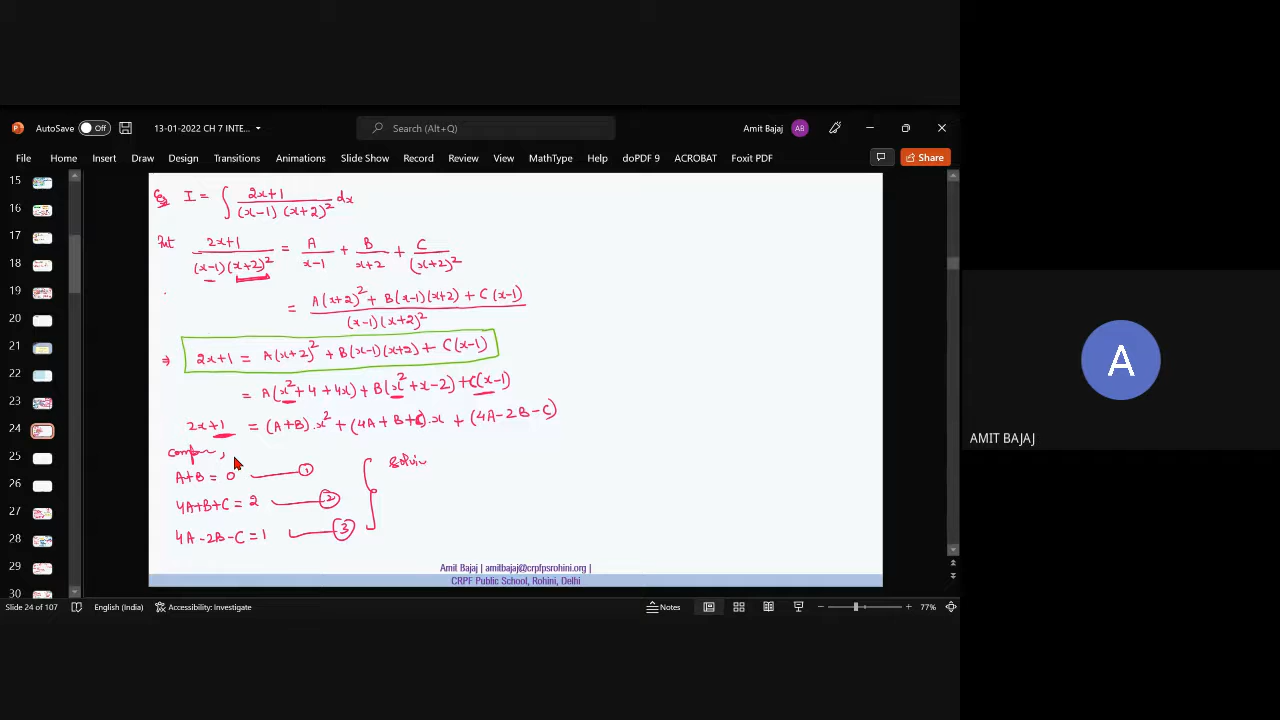 AutoSave Off 13-01-2022 CH 7 INTE... Search (Alt+Q) Amit Bajaj AB
File Home Insert Draw Design Transitions Animations Slide Show Record Review View MathType Help doPDF 9 ACROBAT Foxit PDF Share
15
16
17
18
19
20
21
22
23
24
25
26
27
28
29
30
Eg I = ∫ (2x+1)/((x-1)(x+2)²) dx
Put (2x+1)/((x-1)(x+2)²) = A/(x-1) + B/(x+2) + C/(x+2)²
= (A(x+2)² + B(x-1)(x+2) + C(x-1))/((x-1)(x+2)²)
⇒ 2x+1 = A(x+2)² + B(x-1)(x+2) + C(x-1)
= A(x²+4+4x) + B(x²+x-2) + C(x-1)
2x+1 = (A+B).x² + (4A+B+C).x + (4A-2B-C)
A+B = 0 ①
4A+B+C = 2 ②
4A-2B-C = 1 ③
Solvin
Amit Bajaj | amitbajaj@crpfpsrohini.org |
CRPF Public School, Rohini, Delhi
Slide 24 of 107 English (India) Accessibility: Investigate Notes 77%
A
AMIT BAJAJ